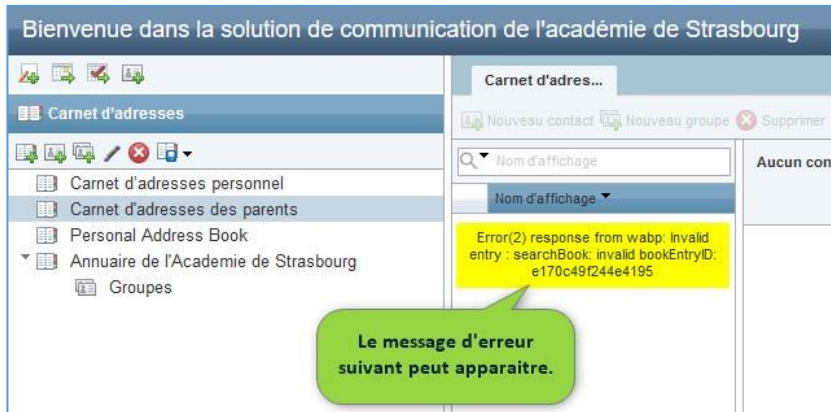 Bienvenue dans la solution de communication de l'académie de Strasbourg
Carnet d'adres...
Carnet d'adresses
Nouveau contact Nouveau groupe Supprimer
Nom d'affichage
Aucun con
Carnet d'adresses personnel
Nom d'affichage
Carnet d'adresses des parents
Personal Address Book
Annuaire de l'Academie de Strasbourg
Groupes
Error(2) response from wabp: Invalid
entry : searchBook: invalid bookEntryID:
e170c49f244e4195
Le message d'erreur
suivant peut apparaitre.